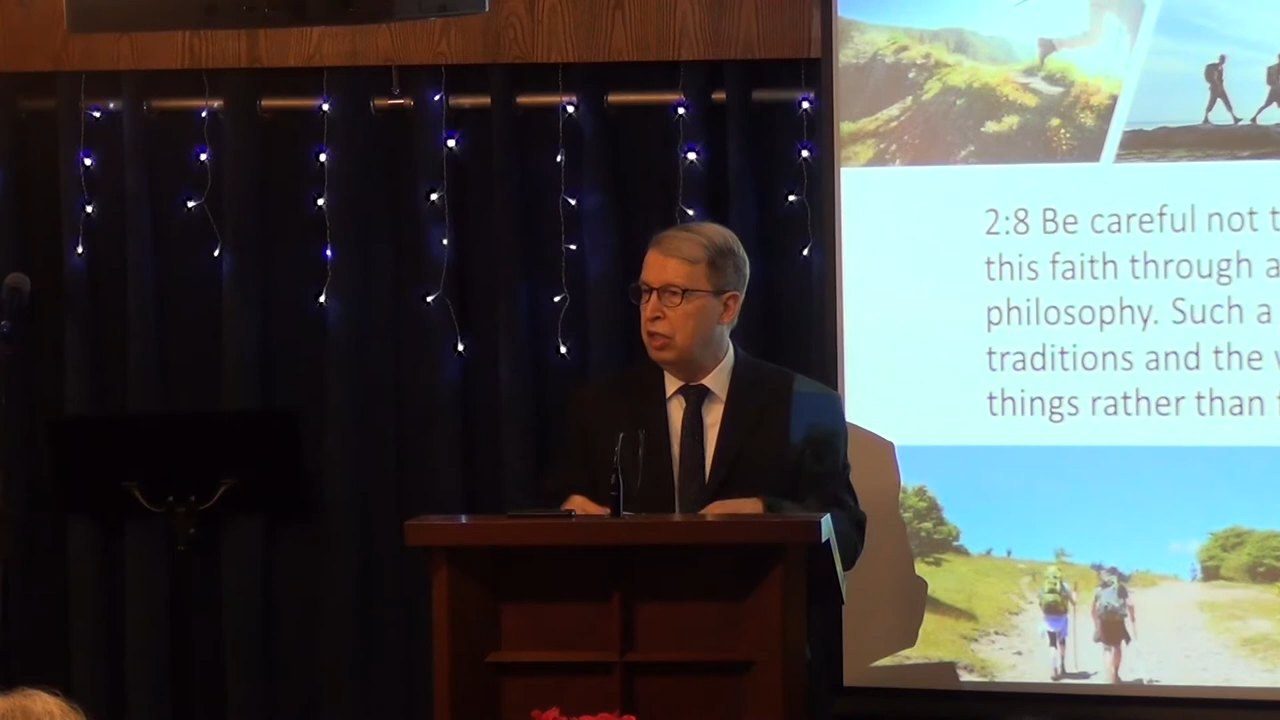 2:8 Be careful not t
this faith through a
philosophy. Such a
traditions and the
things rather than